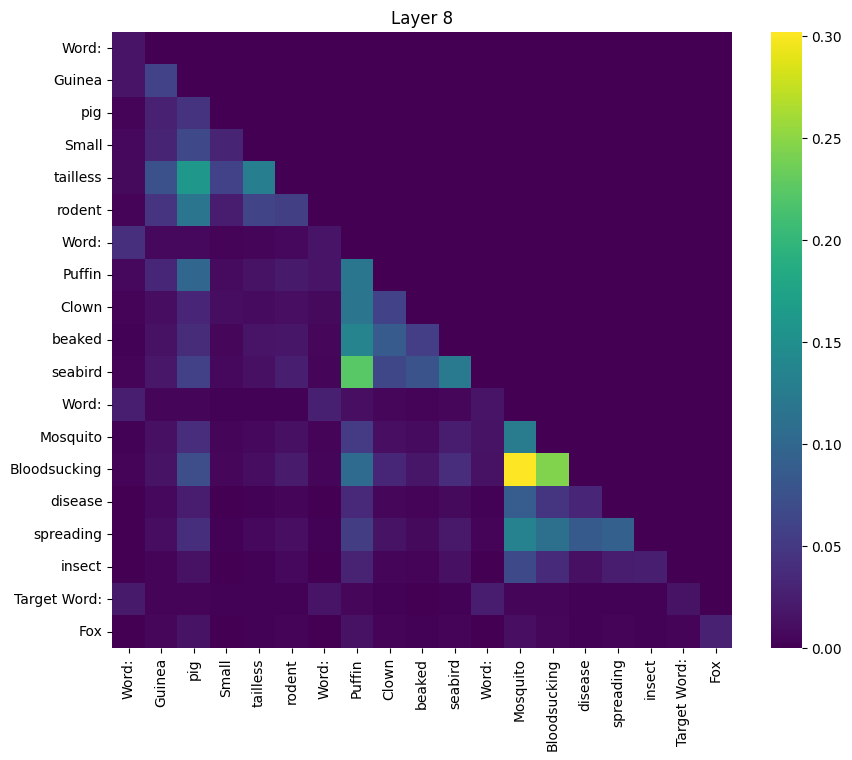 Layer 8
Word:
Guinea
pig
Small
tailless
rodent
Word:
Puffin
Clown
beaked
seabird
Word:
Mosquito
Bloodsucking
disease
spreading
insect
Target Word:
Fox
0.30
0.25
0.20
0.15
0.10
0.05
0.00
Word:
Guinea
pig
Small
tailless
rodent
Word:
Puffin
Clown
beaked
seabird
Word:
Mosquito
Bloodsucking
disease
spreading
insect
Target Word:
Fox